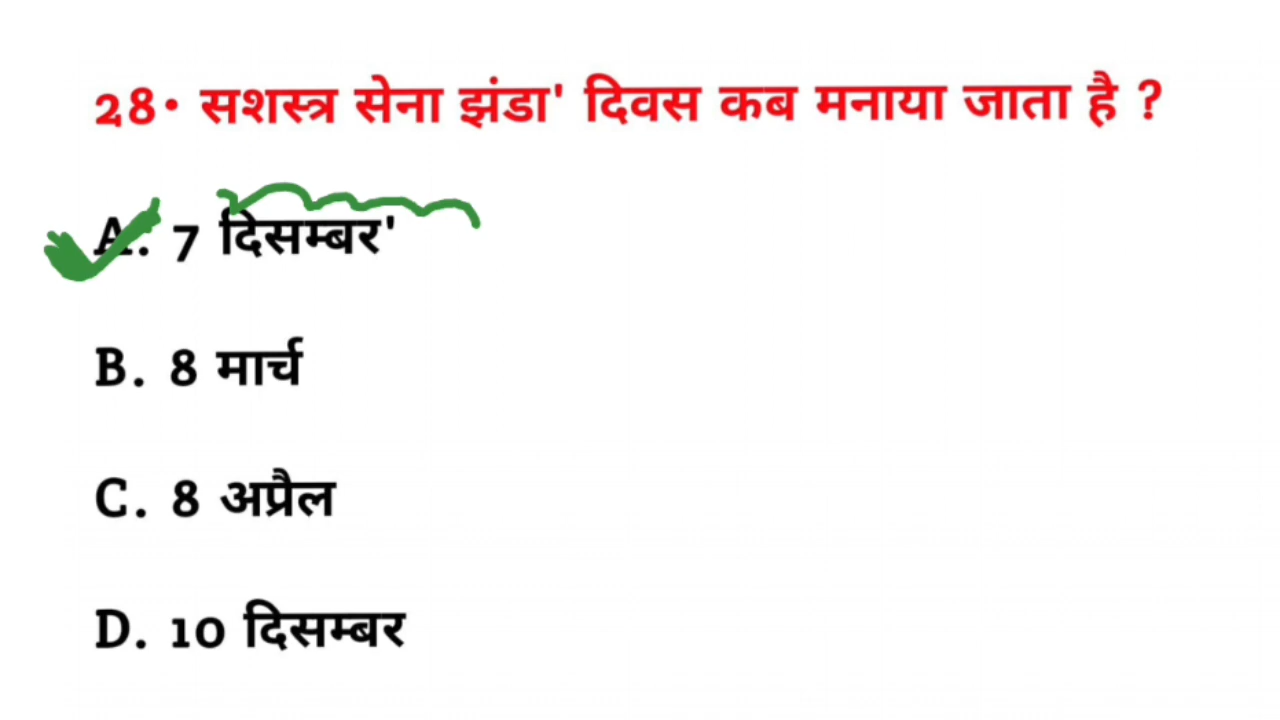 28• सशस्त्र सेना झंडा' दिवस कब मनाया जाता है ?
A. 7 दिसम्बर'
B. 8 मार्च
C. 8 अप्रैल
D. 10 दिसम्बर